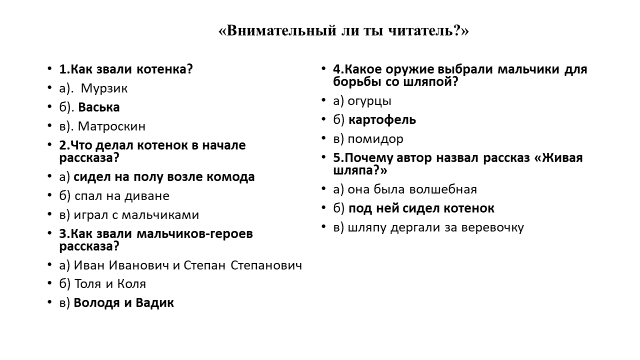 «Внимательный ли ты читатель?»
• 1.Как звали котенка?
• а).  Мурзик
• б). Васька
• в). Матроскин
• 2.Что делал котенок в начале
рассказа?
• а) сидел на полу возле комода
• б) спал на диване
• в) играл с мальчиками
• 3.Как звали мальчиков-героев
рассказа?
• а) Иван Иванович и Степан Степанович
• б) Толя и Коля
• в) Володя и Вадик
• 4.Какое оружие выбрали мальчики для
борьбы со шляпой?
• а) огурцы
• б) картофель
• в) помидор
• 5.Почему автор назвал рассказ «Живая
шляпа?»
• а) она была волшебная
• б) под ней сидел котенок
• в) шляпу дергали за веревочку